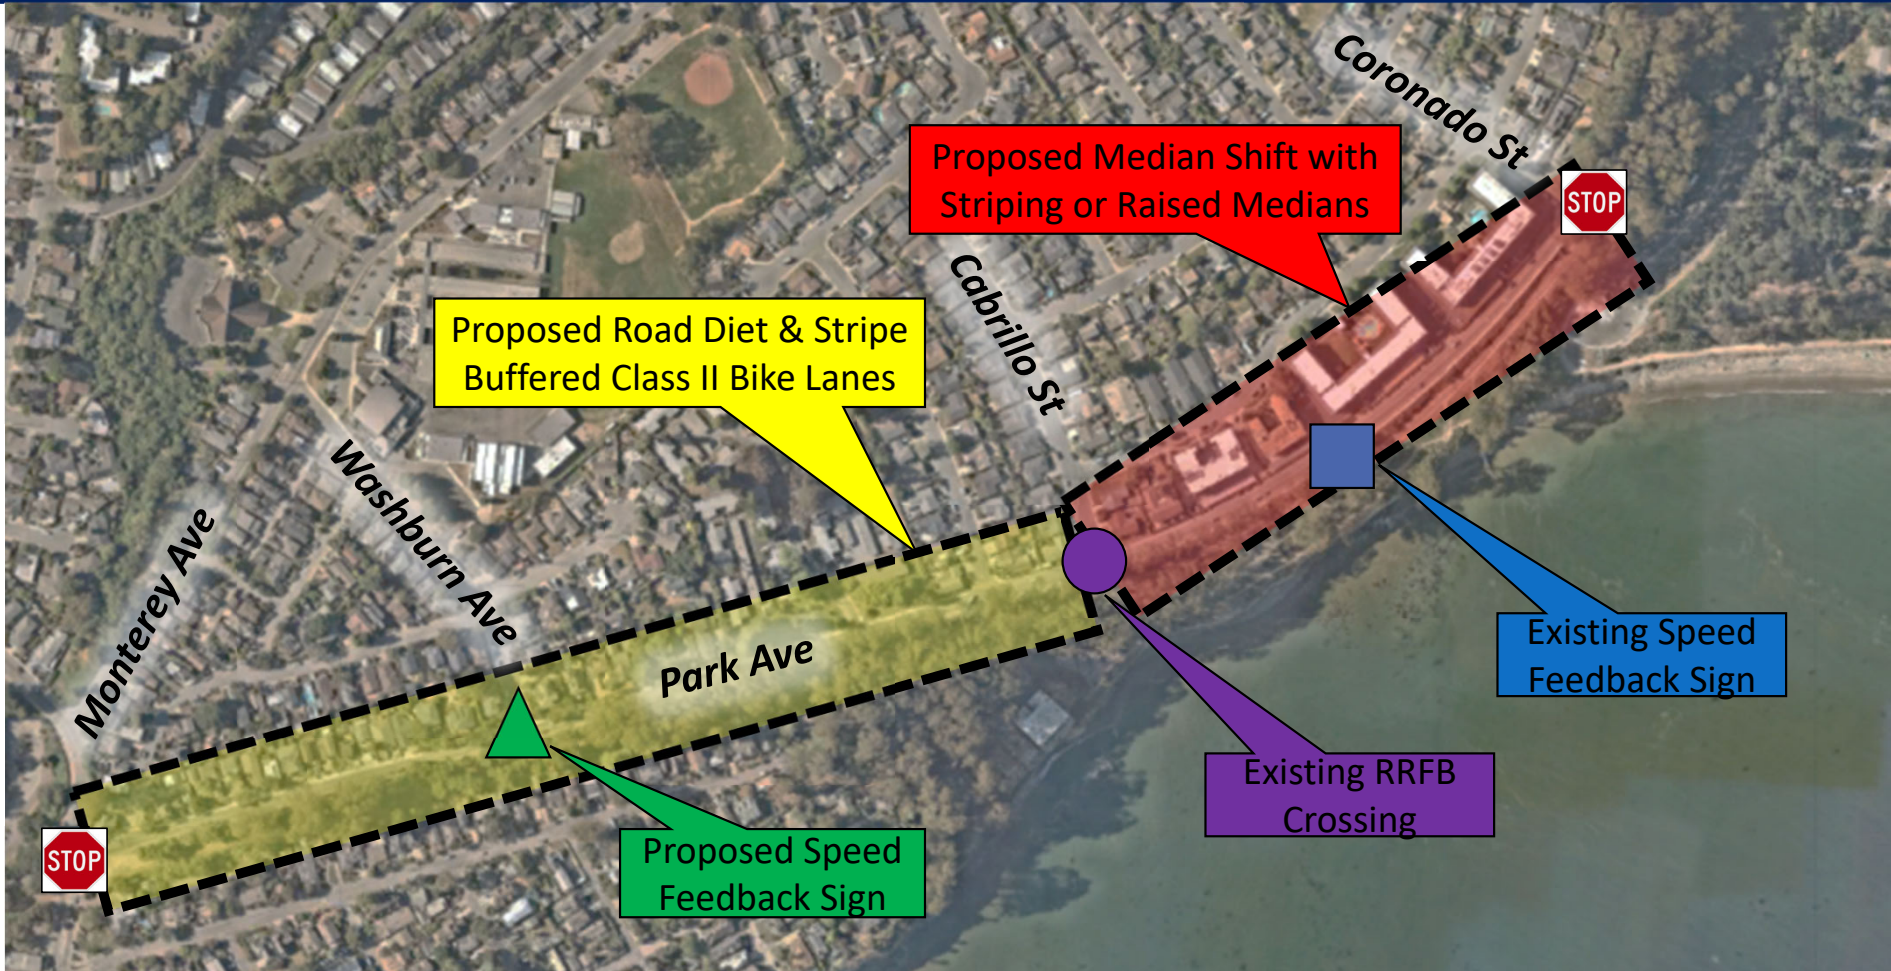 Coronado St
Proposed Median Shift with
Striping or Raised Medians
STOP
Cabrillo St
Proposed Road Diet & Stripe
Buffered Class II Bike Lanes
Washburn Ave
Monterey Ave
Park Ave
Existing Speed
Feedback Sign
Existing RRFB
Crossing
STOP
Proposed Speed
Feedback Sign